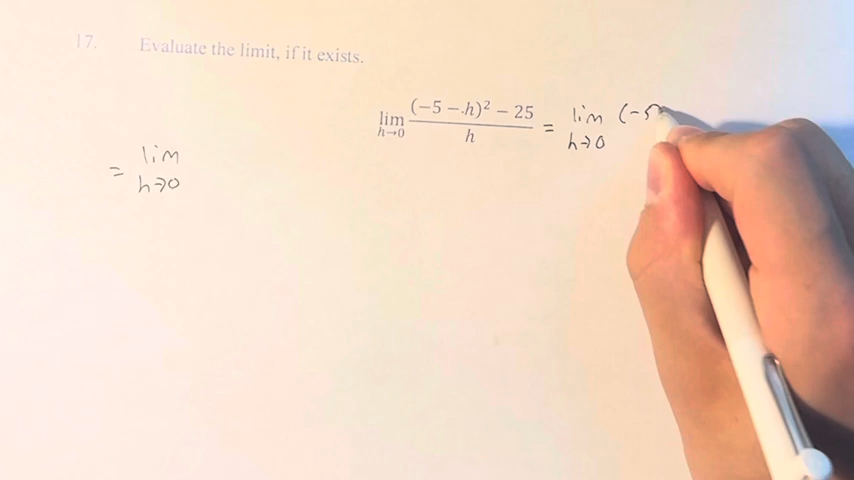 17. Evaluate the limit, if it exists.
lim h→0 (−5 − h)² − 25 / h = lim h→0 (-5
= lim h→0